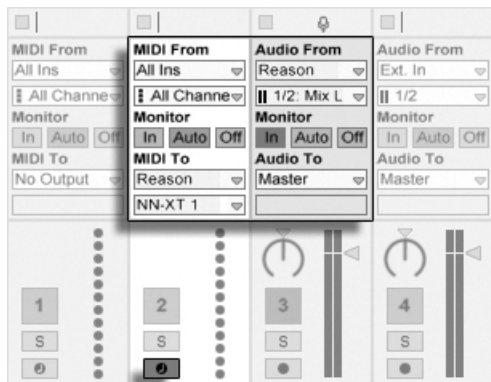 MIDI From MIDI From Audio From Audio From
All Ins All Ins Reason Ext. In
All Channe All Channe 1/2: Mix L 1/2
Monitor Monitor Monitor Monitor
In Auto Off In Auto Off In Auto Off In Auto Off
MIDI To MIDI To Audio To Audio To
No Output Reason Master Master
NN-XT 1
1 2 3 4
S S S S